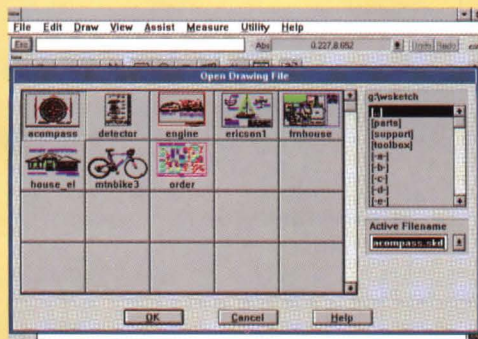 File Edit Draw View Assist Measure Utility Help
Esc Abs 0.227,8.052 Undo Redo
Open Drawing File
acompass detector engine ericson1 frnhouse
house_el mtnbike3 order
g:\wsketch
[..]
[parts]
[support]
[toolbox]
[-a-]
[-b-]
[-c-]
[-d-]
[-e-]
Active Filename
acompass.skd
OK Cancel Help